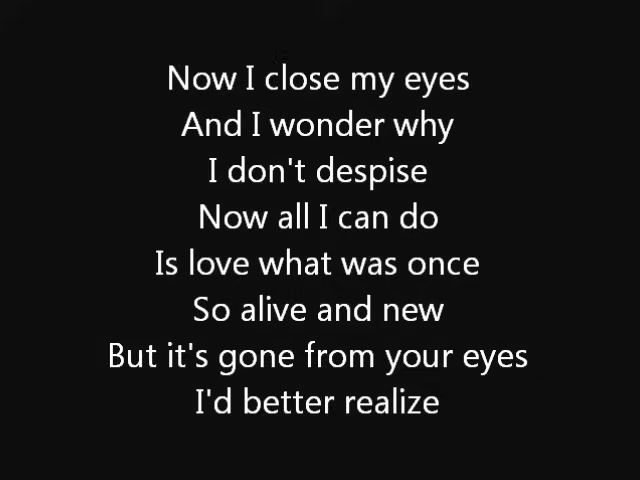 Now I close my eyes
And I wonder why
I don't despise
Now all I can do
Is love what was once
So alive and new
But it's gone from your eyes
I'd better realize